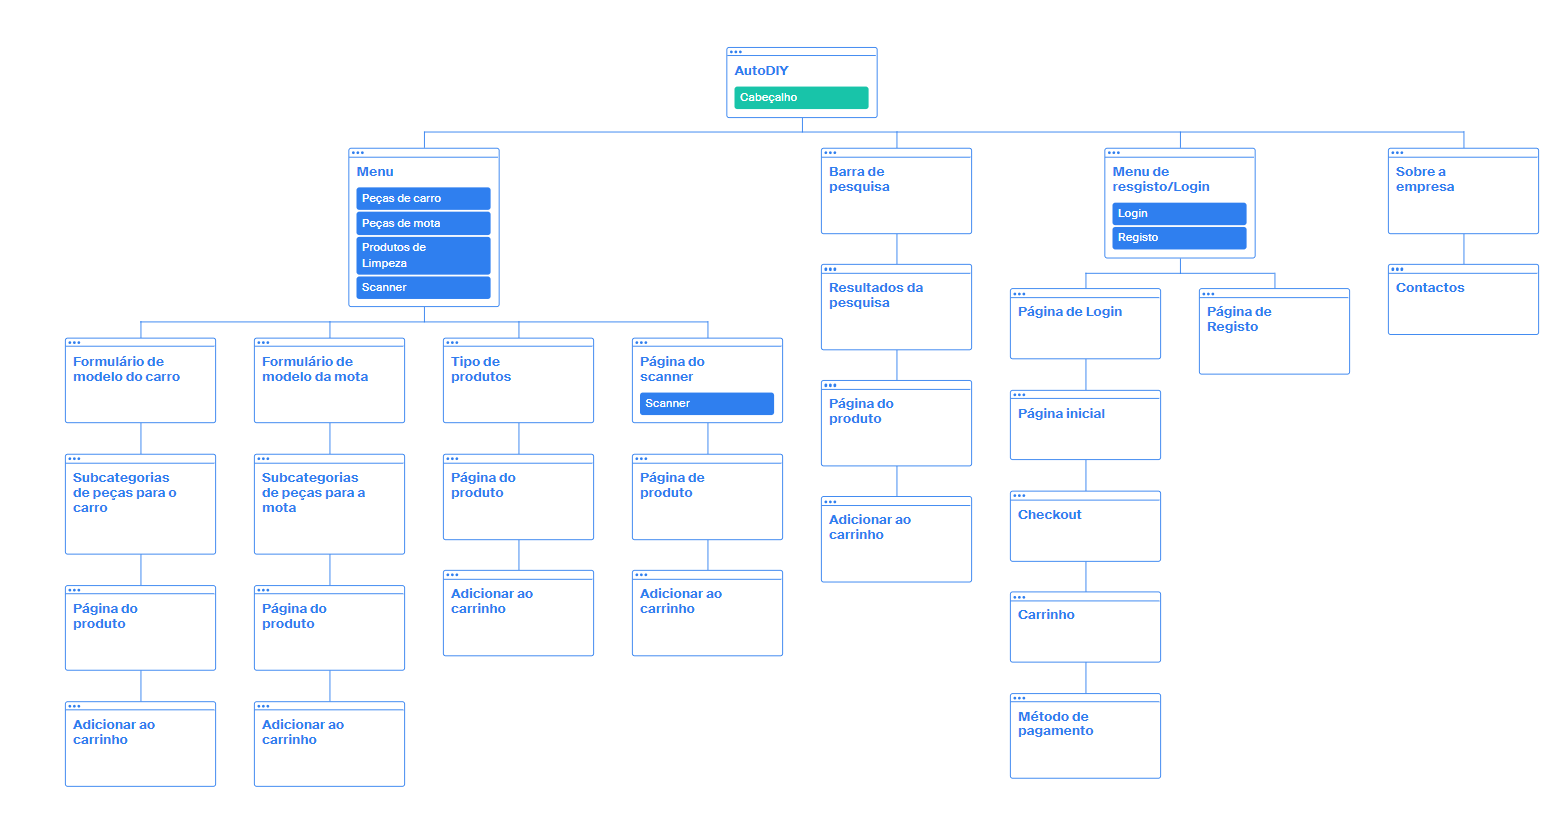 AutoDIY
Cabeçalho
Menu
Peças de carro
Peças de mota
Produtos de
Limpeza
Scanner
Barra de
pesquisa
Menu de
resgisto/Login
Login
Registo
Sobre a
empresa
Resultados da
pesquisa
Página de Login
Página de
Registo
Contactos
Formulário de
modelo do carro
Formulário de
modelo da mota
Tipo de
produtos
Página do
scanner
Scanner
Página do
produto
Página inicial
Subcategorias
de peças para o
carro
Subcategorias
de peças para a
mota
Página do
produto
Página de
produto
Adicionar ao
carrinho
Checkout
Página do
produto
Página do
produto
Adicionar ao
carrinho
Adicionar ao
carrinho
Carrinho
Adicionar ao
carrinho
Adicionar ao
carrinho
Método de
pagamento